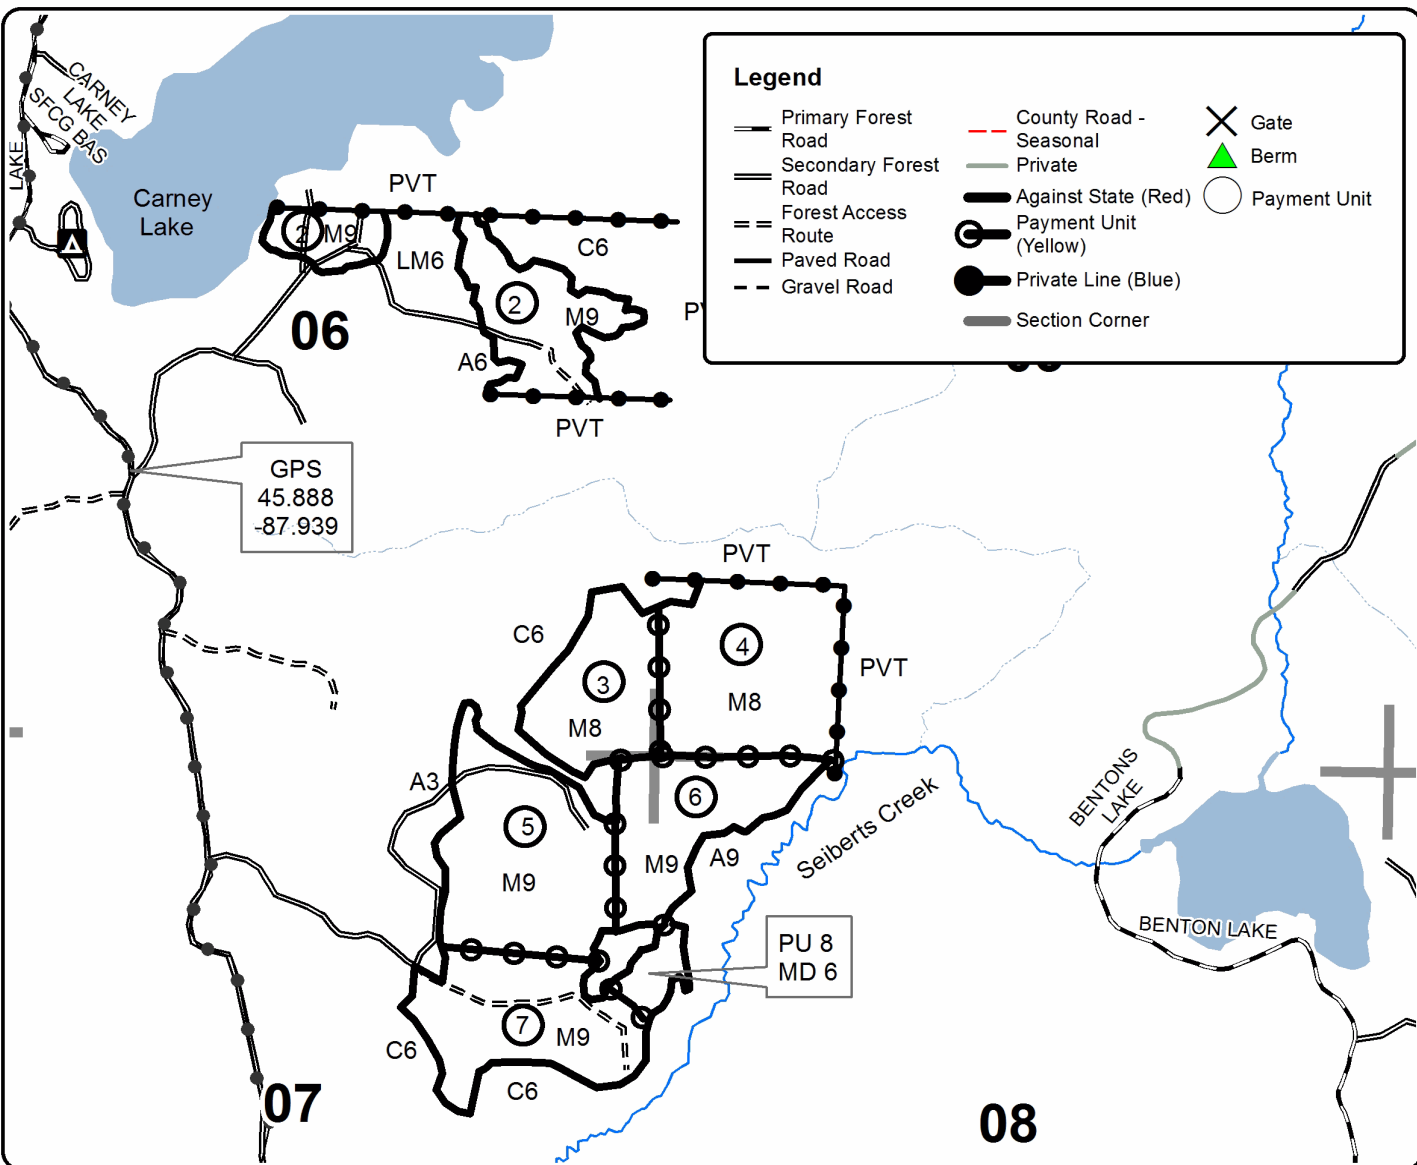 CARNEY
LAKE
SFCG BAS
LAKE
Carney
Lake
PVT
2
M9
LM6
C6
2
M9
A6
PVT
06
Legend
Primary Forest
Road
Secondary Forest
Road
Forest Access
Route
Paved Road
Gravel Road
County Road -
Seasonal
Private
Against State (Red)
Payment Unit
(Yellow)
Private Line (Blue)
Section Corner
Gate
Berm
Payment Unit
GPS
45.888
-87.939
PVT
C6
4
PVT
3
M8
M8
A3
6
5
M9
M9
A9
Seiberts Creek
BENTONS
LAKE
BENTON LAKE
PU 8
MD 6
7
M9
C6
C6
07
08